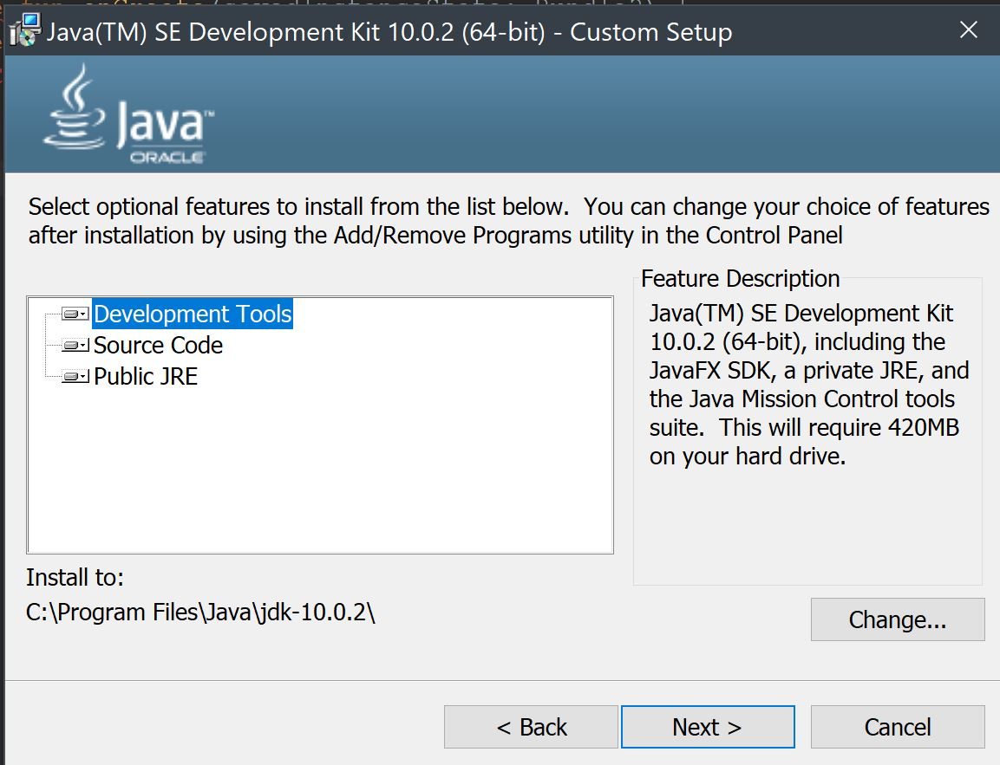 Java(TM) SE Development Kit 10.0.2 (64-bit) - Custom Setup
Java™
ORACLE
Select optional features to install from the list below.  You can change your choice of features
after installation by using the Add/Remove Programs utility in the Control Panel
Development Tools
Source Code
Public JRE
Feature Description
Java(TM) SE Development Kit
10.0.2 (64-bit), including the
JavaFX SDK, a private JRE, and
the Java Mission Control tools
suite.  This will require 420MB
on your hard drive.
Install to:
C:\Program Files\Java\jdk-10.0.2\
Change...
< Back
Next >
Cancel